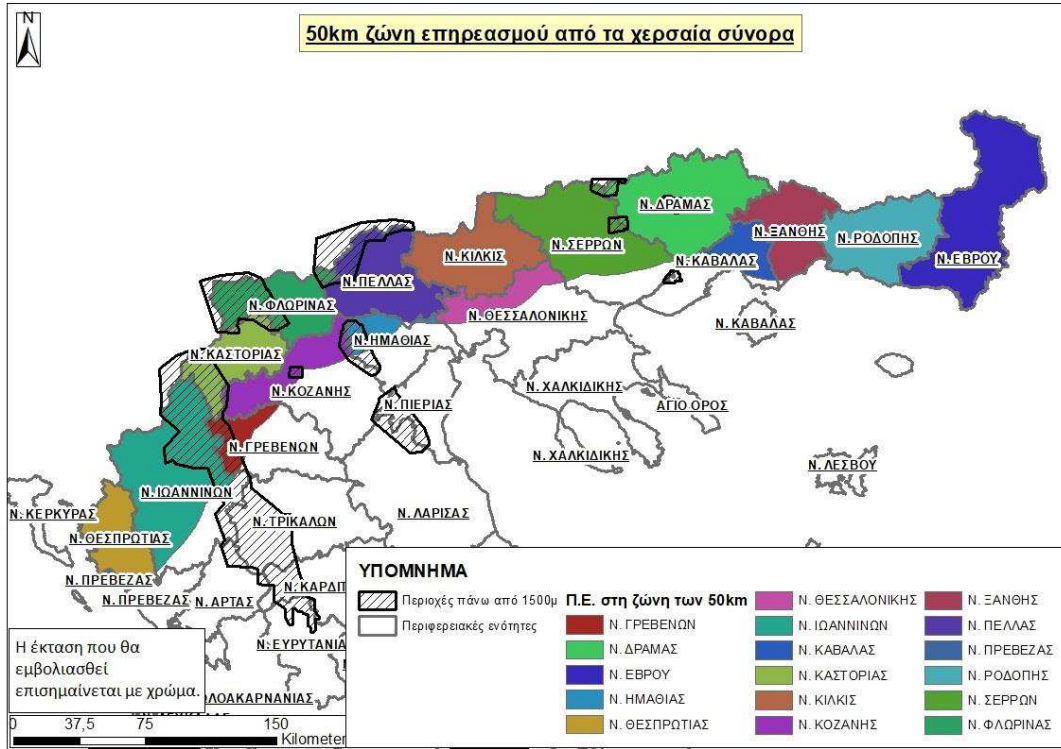 N
50km ζώνη επηρεασμού από τα χερσαία σύνορα
Ν. ΔΡΑΜΑΣ
Ν. ΞΑΝΘΗΣ
Ν. ΡΟΔΟΠΗΣ
Ν. ΣΕΡΡΩΝ
Ν. ΚΙΛΚΙΣ
Ν. ΚΑΒΑΛΑΣ
Ν. ΕΒΡΟΥ
Ν. ΠΕΛΛΑΣ
Ν. ΦΛΩΡΙΝΑΣ
Ν. ΘΕΣΣΑΛΟΝΙΚΗΣ
Ν. ΚΑΒΑΛΑΣ
Ν. ΗΜΑΘΙΑΣ
Ν. ΚΑΣΤΟΡΙΑΣ
Ν. ΚΟΖΑΝΗΣ
Ν. ΧΑΛΚΙΔΙΚΗΣ
Ν. ΠΙΕΡΙΑΣ
ΑΓΙΟ ΟΡΟΣ
Ν. ΓΡΕΒΕΝΩΝ
Ν. ΧΑΛΚΙΔΙΚΗΣ
Ν. ΛΕΣΒΟΥ
Ν. ΙΩΑΝΝΙΝΩΝ
Ν. ΚΕΡΚΥΡΑΣ
Ν. ΤΡΙΚΑΛΩΝ
Ν. ΛΑΡΙΣΑΣ
Ν. ΘΕΣΠΡΩΤΙΑΣ
Ν. ΠΡΕΒΕΖΑΣ
Ν. ΚΑΡΔΙΤ
Ν. ΠΡΕΒΕΖΑΣ
Ν. ΑΡΤΑΣ
Ν. ΕΥΡΥΤΑΝΙΑ
ΛΟΑΚΑΡΝΑΝΙΑΣ
Η έκταση που θα
εμβολιασθεί
επισημαίνεται με χρώμα.
0 37,5 75 150
Kilometer
ΥΠΟΜΝΗΜΑ
Περιοχές πάνω από 1500μ
Περιφερειακές ενότητες
Π.Ε. στη ζώνη των 50km
Ν. ΓΡΕΒΕΝΩΝ
Ν. ΔΡΑΜΑΣ
Ν. ΕΒΡΟΥ
Ν. ΗΜΑΘΙΑΣ
Ν. ΘΕΣΠΡΩΤΙΑΣ
Ν. ΘΕΣΣΑΛΟΝΙΚΗΣ
Ν. ΙΩΑΝΝΙΝΩΝ
Ν. ΚΑΒΑΛΑΣ
Ν. ΚΑΣΤΟΡΙΑΣ
Ν. ΚΙΛΚΙΣ
Ν. ΚΟΖΑΝΗΣ
Ν. ΞΑΝΘΗΣ
Ν. ΠΕΛΛΑΣ
Ν. ΠΡΕΒΕΖΑΣ
Ν. ΡΟΔΟΠΗΣ
Ν. ΣΕΡΡΩΝ
Ν. ΦΛΩΡΙΝΑΣ